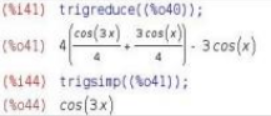 (%i41) trigreduce((%o40));
(%o41) 4(cos(3x)/4 + 3cos(x)/4) - 3cos(x)
(%i44) trigsimp((%o41));
(%o44) cos(3x)